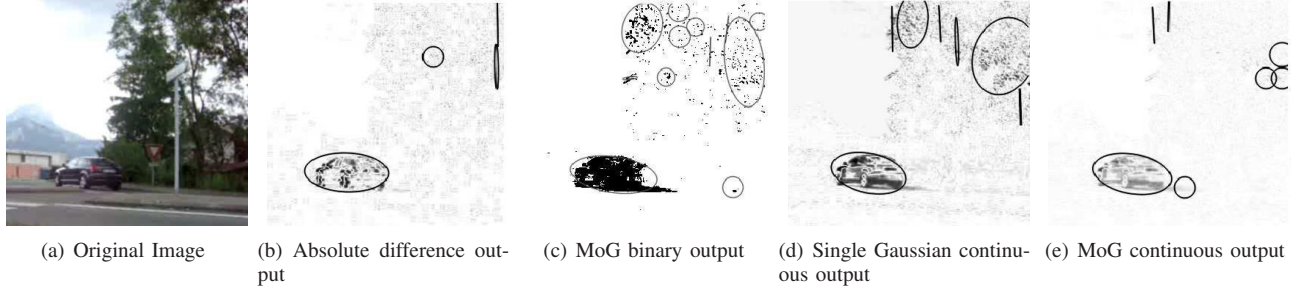 (a) Original Image
(b) Absolute difference out-
put
(c) MoG binary output
(d) Single Gaussian continu-
ous output
(e) MoG continuous output